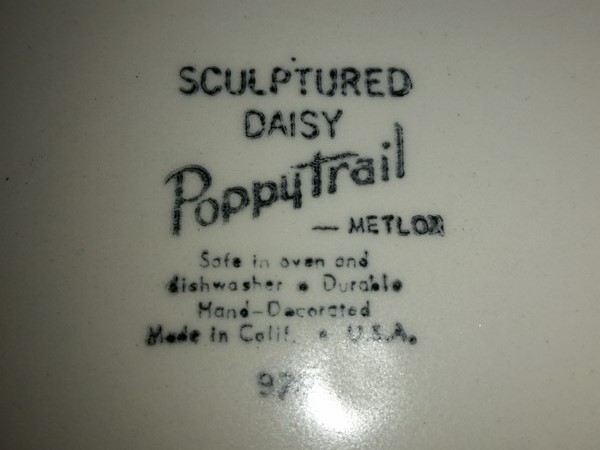 SCULPTURED
DAISY
Poppytrail
— METLOX
Safe in oven and
dishwasher • Durable
Hand-Decorated
Made in Calif. • U.S.A.